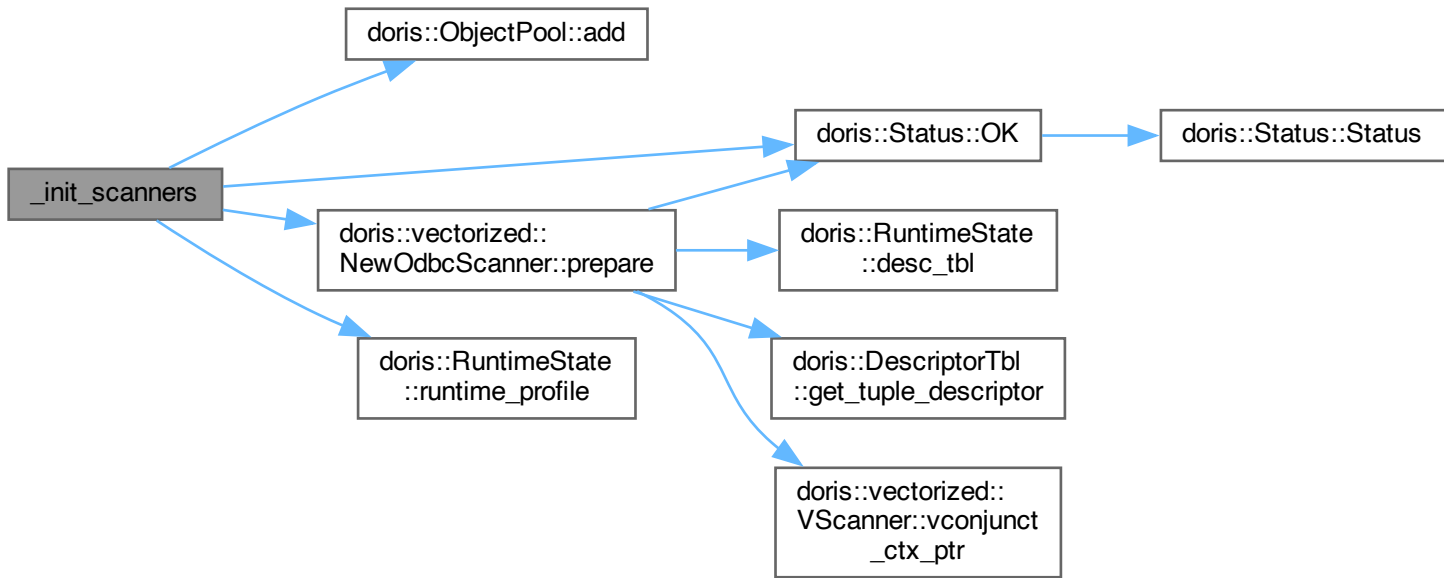 doris::ObjectPool::add
_init_scanners
doris::Status::OK
doris::Status::Status
doris::vectorized::
NewOdbcScanner::prepare
doris::RuntimeState
::desc_tbl
doris::RuntimeState
::runtime_profile
doris::DescriptorTbl
::get_tuple_descriptor
doris::vectorized::
VScanner::vconjunct
_ctx_ptr